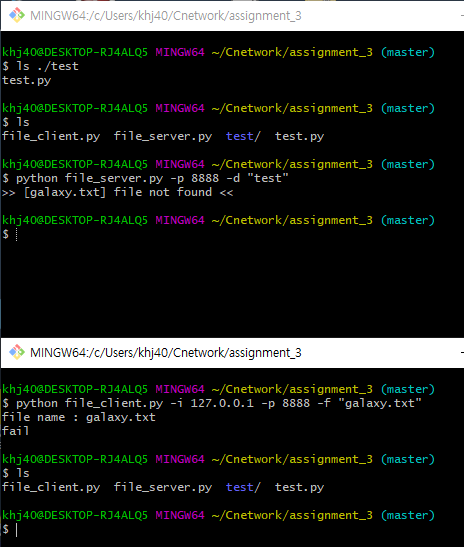 MINGW64:/c/Users/khj40/Cnetwork/assignment_3
khj40@DESKTOP-RJ4ALQ5 MINGW64 ~/Cnetwork/assignment_3 (master)
$ ls ./test
test.py
khj40@DESKTOP-RJ4ALQ5 MINGW64 ~/Cnetwork/assignment_3 (master)
$ ls
file_client.py  file_server.py  test/  test.py
khj40@DESKTOP-RJ4ALQ5 MINGW64 ~/Cnetwork/assignment_3 (master)
$ python file_server.py -p 8888 -d "test"
>> [galaxy.txt] file not found <<
khj40@DESKTOP-RJ4ALQ5 MINGW64 ~/Cnetwork/assignment_3 (master)
$
MINGW64:/c/Users/khj40/Cnetwork/assignment_3
khj40@DESKTOP-RJ4ALQ5 MINGW64 ~/Cnetwork/assignment_3 (master)
$ python file_client.py -i 127.0.0.1 -p 8888 -f "galaxy.txt"
file name : galaxy.txt
fail
khj40@DESKTOP-RJ4ALQ5 MINGW64 ~/Cnetwork/assignment_3 (master)
$ ls
file_client.py  file_server.py  test/  test.py
khj40@DESKTOP-RJ4ALQ5 MINGW64 ~/Cnetwork/assignment_3 (master)
$